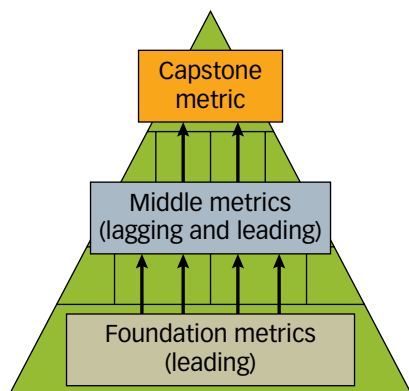 Capstone
metric
Middle metrics
(lagging and leading)
Foundation metrics
(leading)